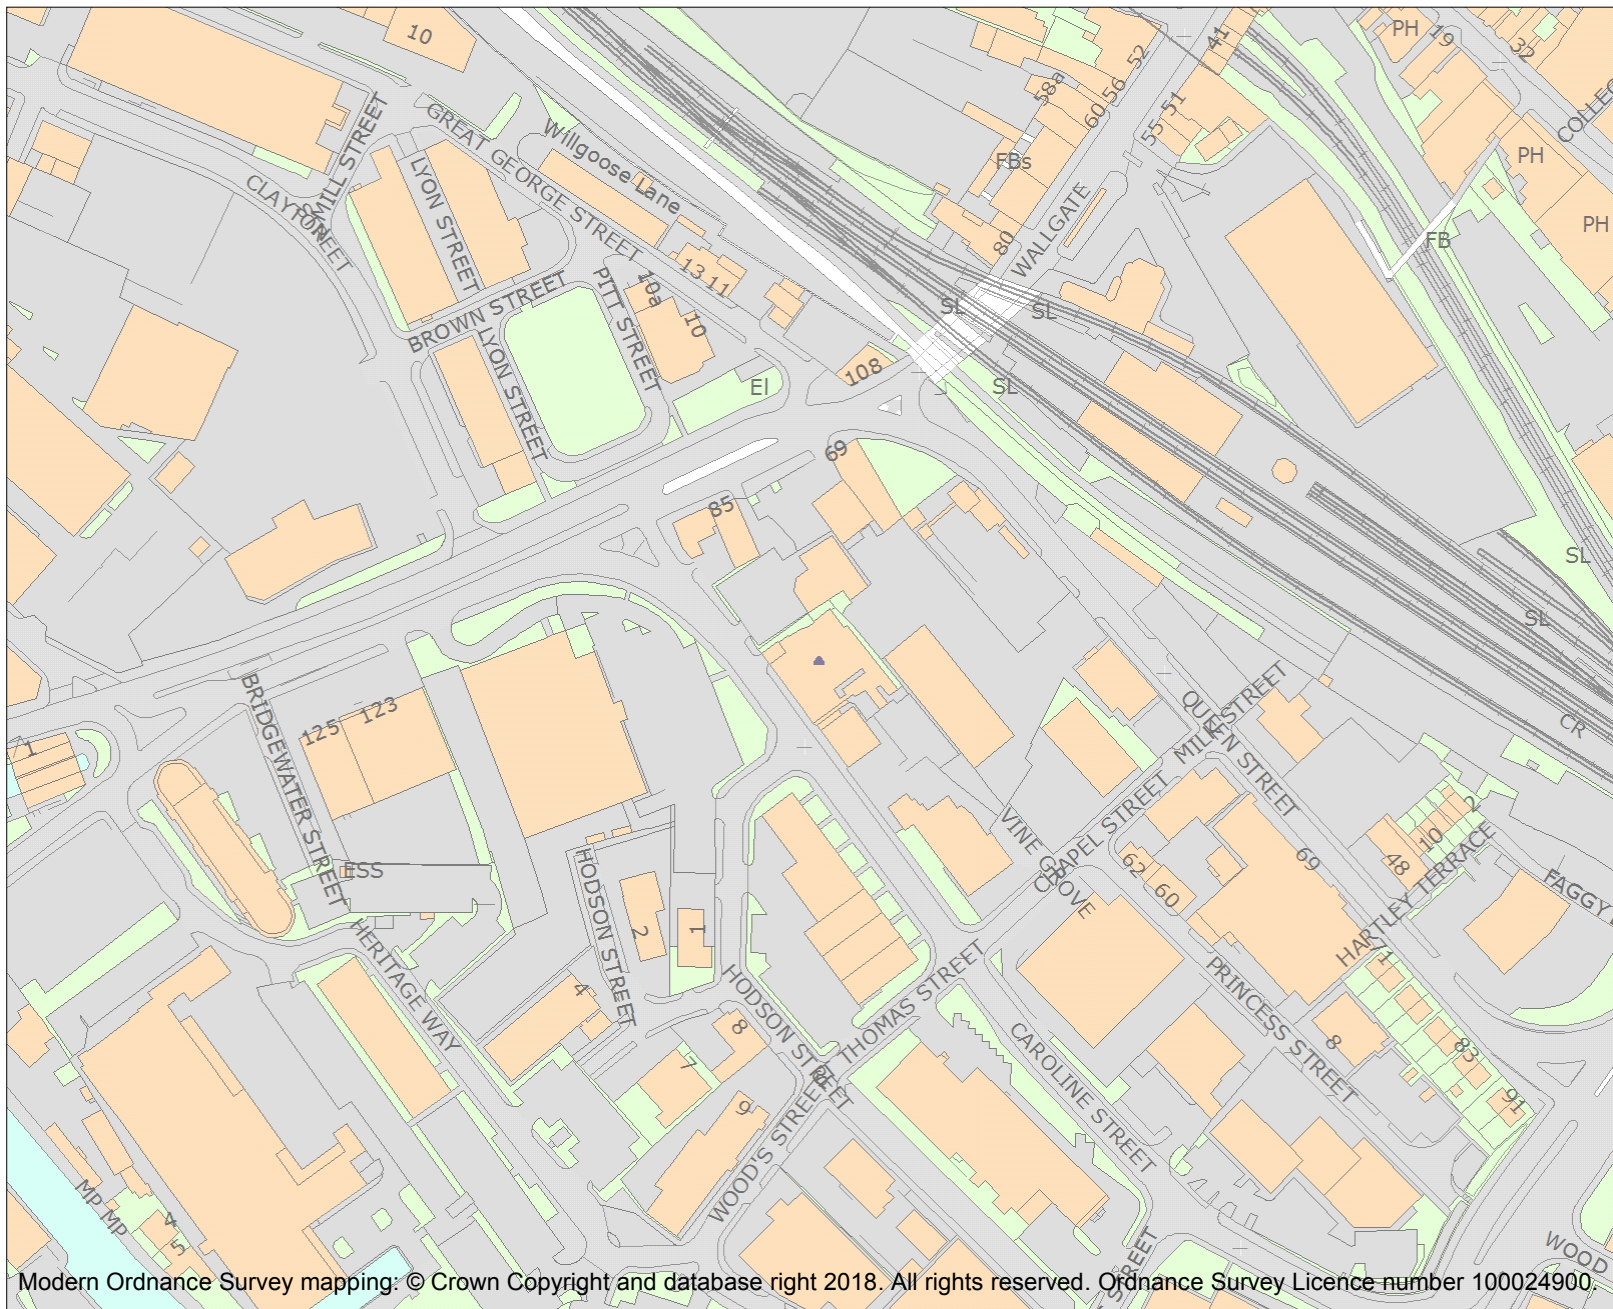 10
PH
19
32
41
52
58a
60 56
55 51
COLLEG
MILL STREET
GREAT GEORGE STREET
Willgoose Lane
FBs
PH
LYON STREET
CLAYTON
STREET
WALLGATE
PH
80
FB
13
11
10a
10
PITT STREET
BROWN STREET
SL
SL
LYON STREET
108
El
SL
69
85
SL
SL
BRIDGEWATER STREET
125
123
1
QUEEN STREET
MILK STREET
CR
CHAPEL STREET
VINE GROVE
2
10
48
HARTLEY TERRACE
69
62
60
FAGGY
ESS
HODSON STREET
2
1
HERITAGE WAY
4
HODSON STREET
THOMAS STREET
71
PRINCESS STREET
8
8
83
7
CAROLINE STREET
9
91
WOOD'S STREET
MP MP
4
5
STREET
WOOD
Modern Ordnance Survey mapping: © Crown Copyright and database right 2018. All rights reserved. Ordnance Survey Licence number 100024900.